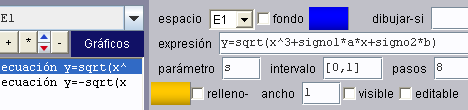 E1
+ * - Gráficos
ecuación y=sqrt(x^
ecuación y=-sqrt(x
espacio E1 fondo dibujar-si
expresión y=sqrt(x^3+signo1*a*x+signo2*b)
parámetro s intervalo [0,1] pasos 8
relleno- ancho 1 visible editable